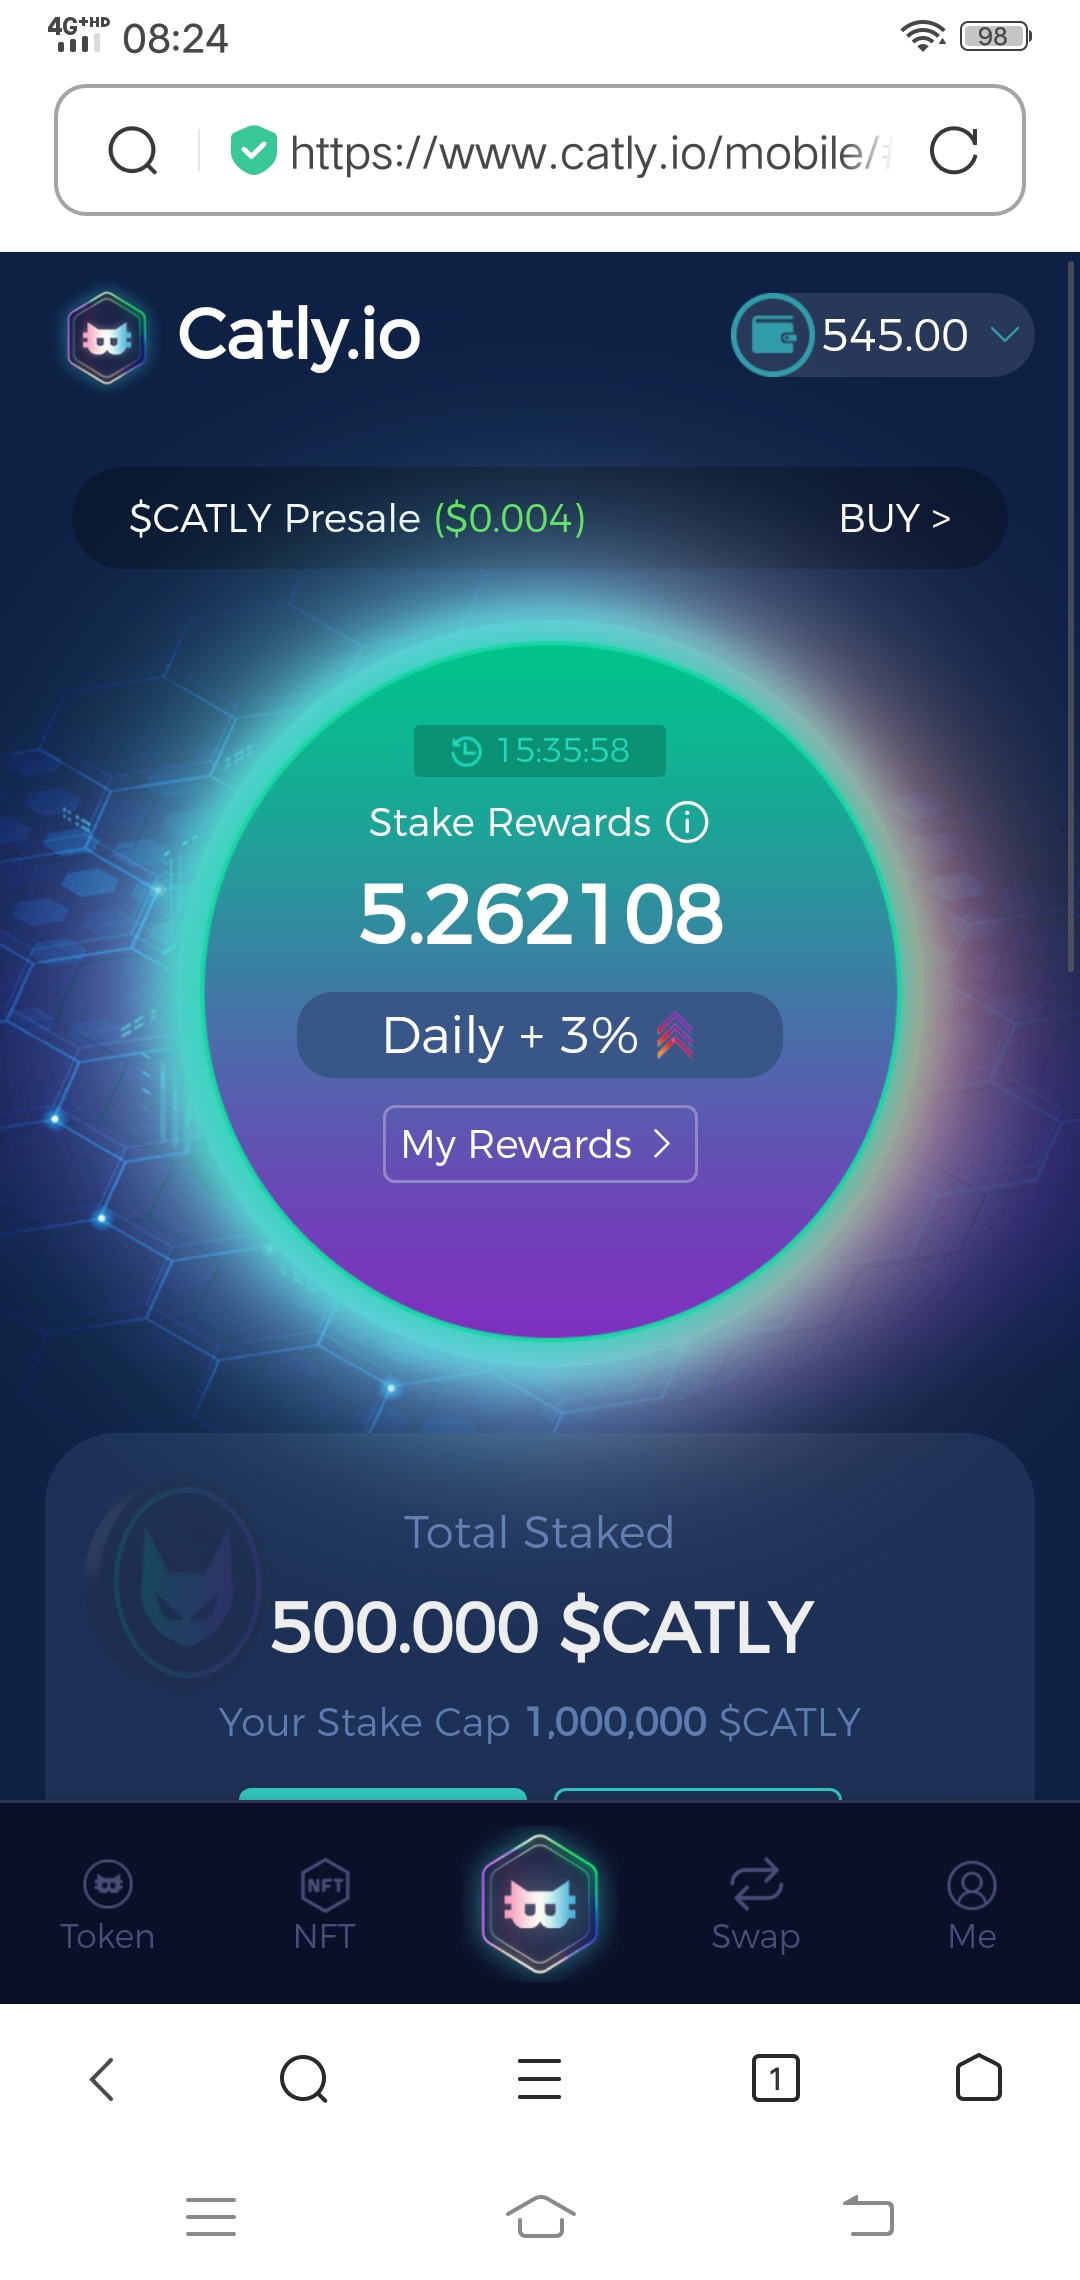 4G+HD 08:24 98
https://www.catly.io/mobile/#
Catly.io 545.00
$CATLY Presale ($0.004) BUY >
15:35:58
Stake Rewards
5.262108
Daily + 3%
My Rewards >
Total Staked
500.000 $CATLY
Your Stake Cap 1,000,000 $CATLY
NFT
Token NFT Swap Me
1